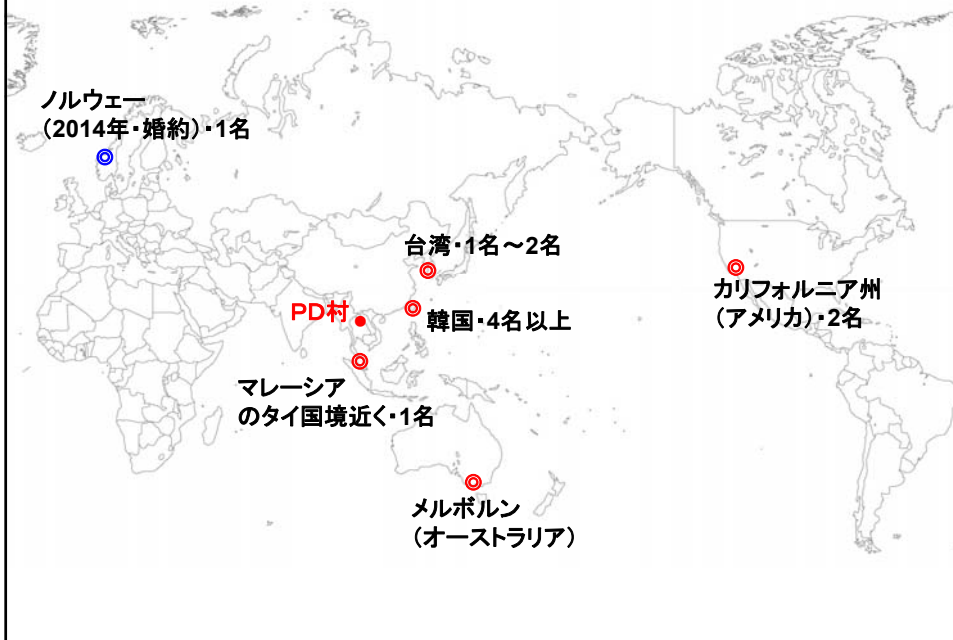 ノルウェー
（2014年・婚約）・1名
台湾・1名～2名
カリフォルニア州
（アメリカ）・2名
PD村
韓国・4名以上
マレーシア
のタイ国境近く・1名
メルボルン
（オーストラリア）